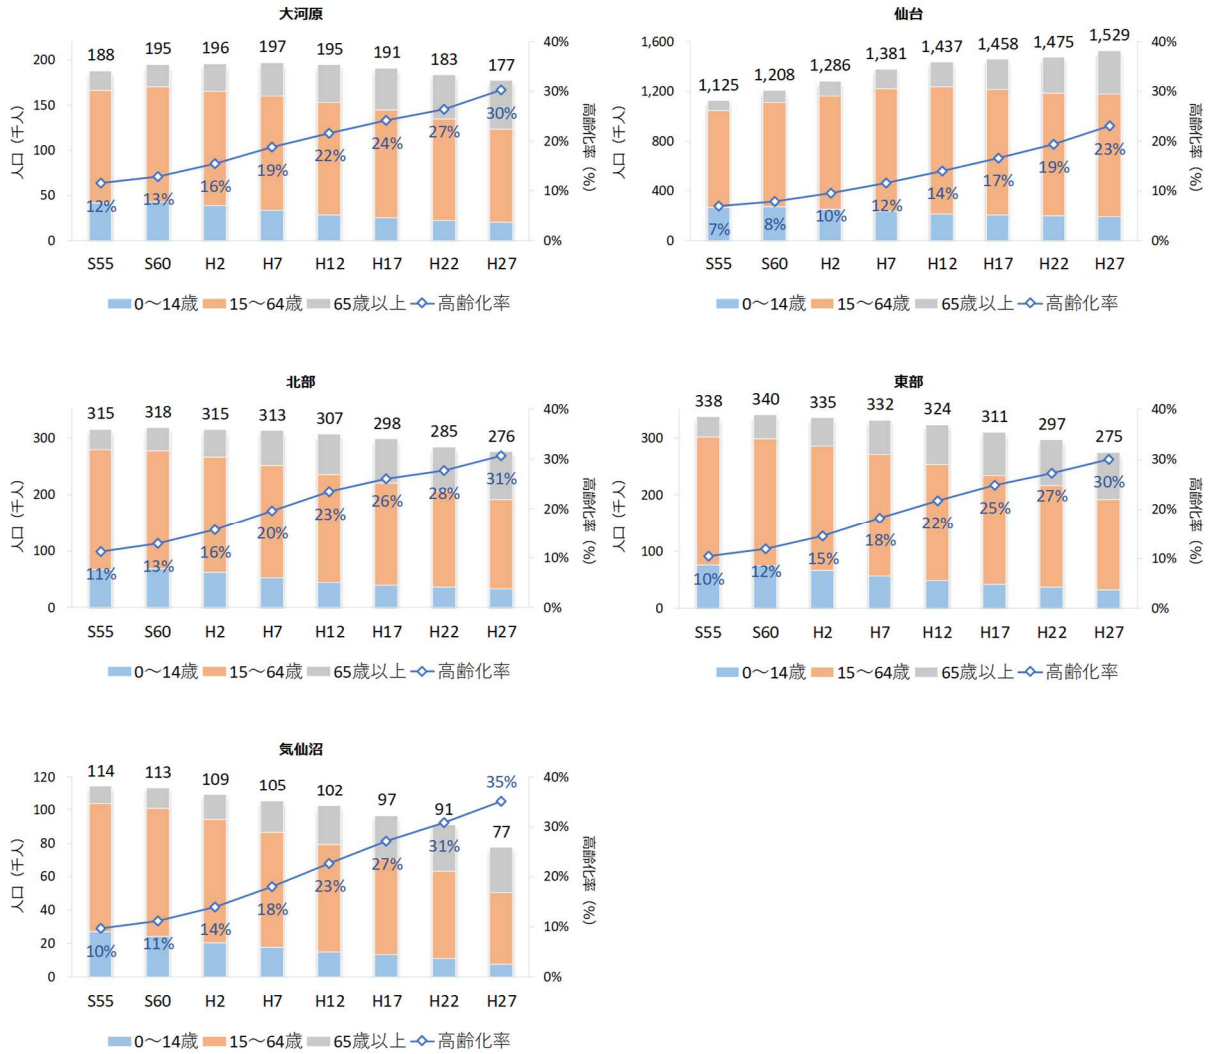 大河原
人口（千人）
200
150
100
50
0
188 195 196 197 195 191 183 177
12% 13% 16% 19% 22% 24% 27% 30%
40%
30%
20%
10%
0%
高齢化率（%）
S55 S60 H2 H7 H12 H17 H22 H27
0～14歳 15～64歳 65歳以上 高齢化率
仙台
人口（千人）
1,600
1,200
800
400
0
1,125 1,208 1,286 1,381 1,437 1,458 1,475 1,529
7% 8% 10% 12% 14% 17% 19% 23%
40%
30%
20%
10%
0%
高齢化率（%）
S55 S60 H2 H7 H12 H17 H22 H27
0～14歳 15～64歳 65歳以上 高齢化率
北部
人口（千人）
300
200
100
0
315 318 315 313 307 298 285 276
11% 13% 16% 20% 23% 26% 28% 31%
40%
30%
20%
10%
0%
高齢化率（%）
S55 S60 H2 H7 H12 H17 H22 H27
0～14歳 15～64歳 65歳以上 高齢化率
東部
人口（千人）
300
200
100
0
338 340 335 332 324 311 297 275
10% 12% 15% 18% 22% 25% 27% 30%
40%
30%
20%
10%
0%
高齢化率（%）
S55 S60 H2 H7 H12 H17 H22 H27
0～14歳 15～64歳 65歳以上 高齢化率
気仙沼
人口（千人）
120
100
80
60
40
20
0
114 113 109 105 102 97 91 77
10% 11% 14% 18% 23% 27% 31% 35%
40%
30%
20%
10%
0%
高齢化率（%）
S55 S60 H2 H7 H12 H17 H22 H27
0～14歳 15～64歳 65歳以上 高齢化率